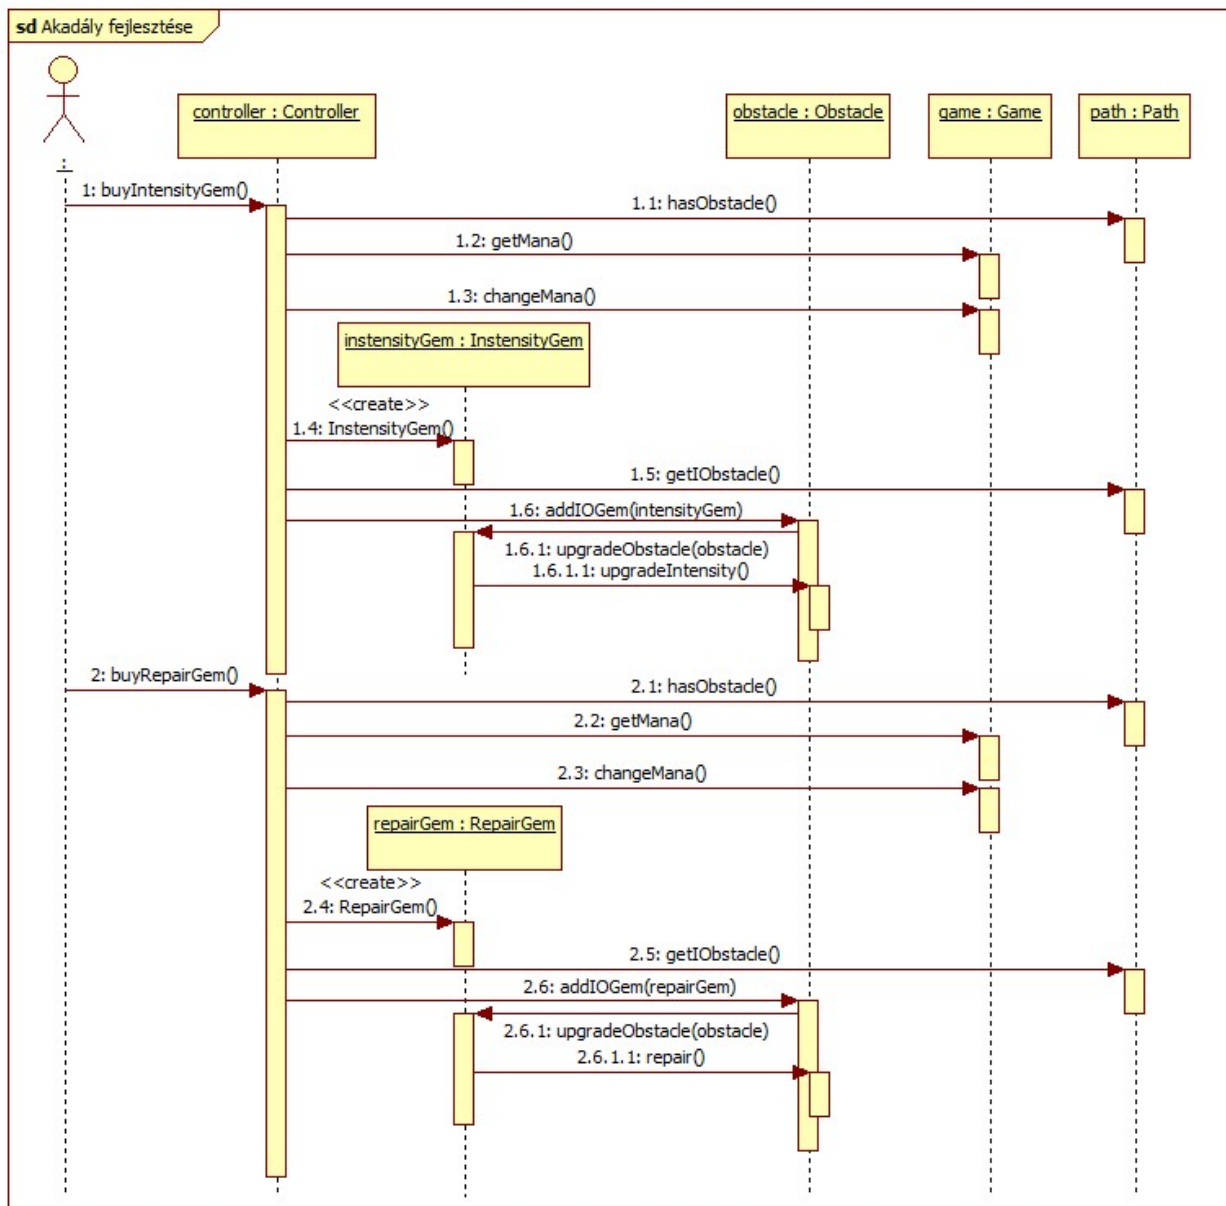 sd Akadály fejlesztése
controller : Controller
obstacle : Obstacle
game : Game
path : Path
:
1: buyIntensityGem()
1.1: hasObstacle()
1.2: getMana()
1.3: changeMana()
instensityGem : InstensityGem
<<create>>
1.4: InstensityGem()
1.5: getIObstacle()
1.6: addIOGem(intensityGem)
1.6.1: upgradeObstacle(obstacle)
1.6.1.1: upgradeIntensity()
2: buyRepairGem()
2.1: hasObstacle()
2.2: getMana()
2.3: changeMana()
repairGem : RepairGem
<<create>>
2.4: RepairGem()
2.5: getIObstacle()
2.6: addIOGem(repairGem)
2.6.1: upgradeObstacle(obstacle)
2.6.1.1: repair()